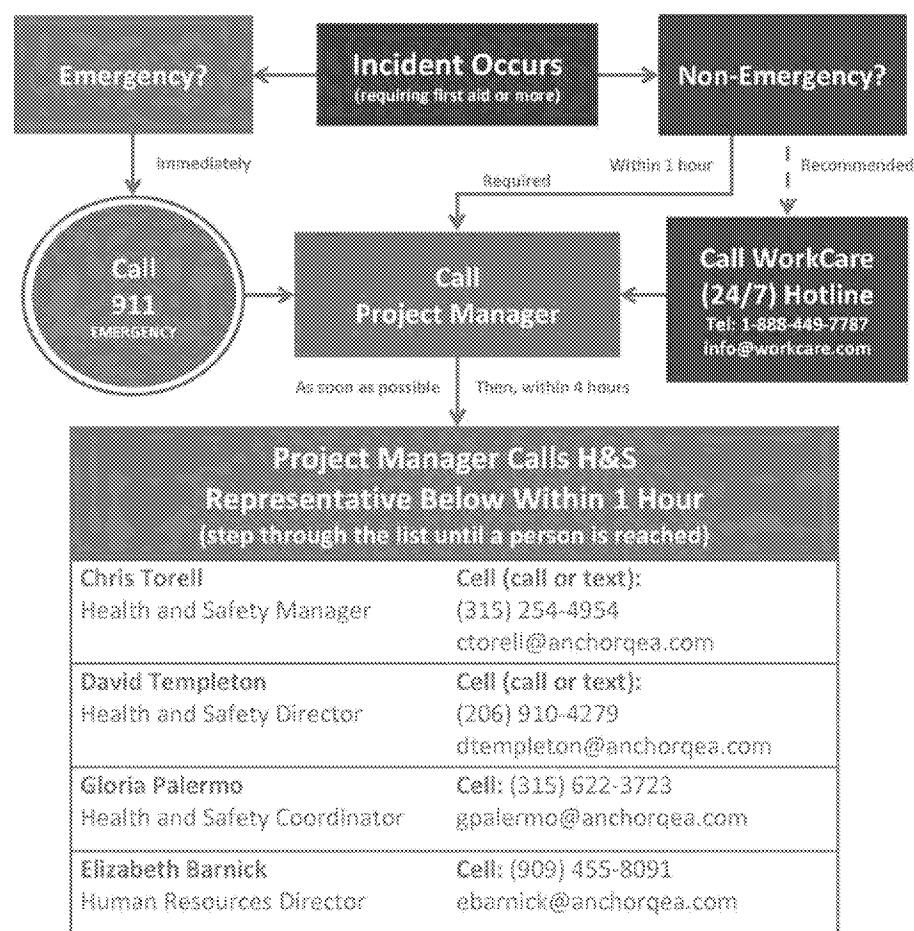 Emergency?
Incident Occurs
(requiring first aid or more)
Non-Emergency?
Immediately
Within 1 hour
Recommended
Required
Call
911
EMERGENCY
Call
Project Manager
Call WorkCare
(24/7) Hotline
Tel: 1-888-449-7787
info@workcare.com
As soon as possible
Then, within 4 hours
Project Manager Calls H&S
Representative Below Within 1 Hour
(step through the list until a person is reached)
Chris Torell
Cell (call or text):
Health and Safety Manager
(315) 254-4954
ctorell@anchorqea.com
David Templeton
Cell (call or text):
Health and Safety Director
(206) 910-4279
dtempleton@anchorqea.com
Gloria Palermo
Cell: (315) 622-3723
Health and Safety Coordinator
gpalermo@anchorqea.com
Elizabeth Barnick
Cell: (909) 455-8091
Human Resources Director
ebarnick@anchorqea.com